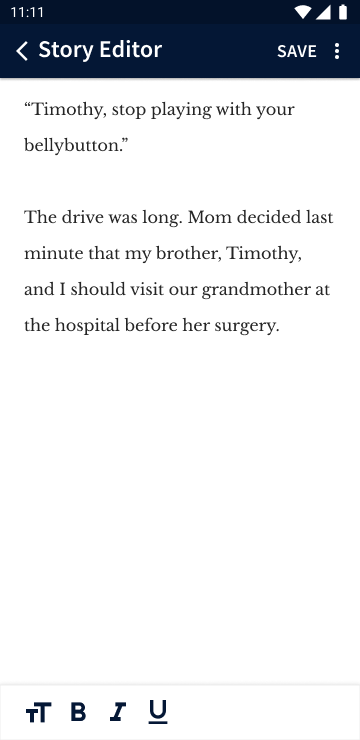 11:11
Story Editor
SAVE
“Timothy, stop playing with your
bellybutton.”
The drive was long. Mom decided last
minute that my brother, Timothy,
and I should visit our grandmother at
the hospital before her surgery.
TT B I U